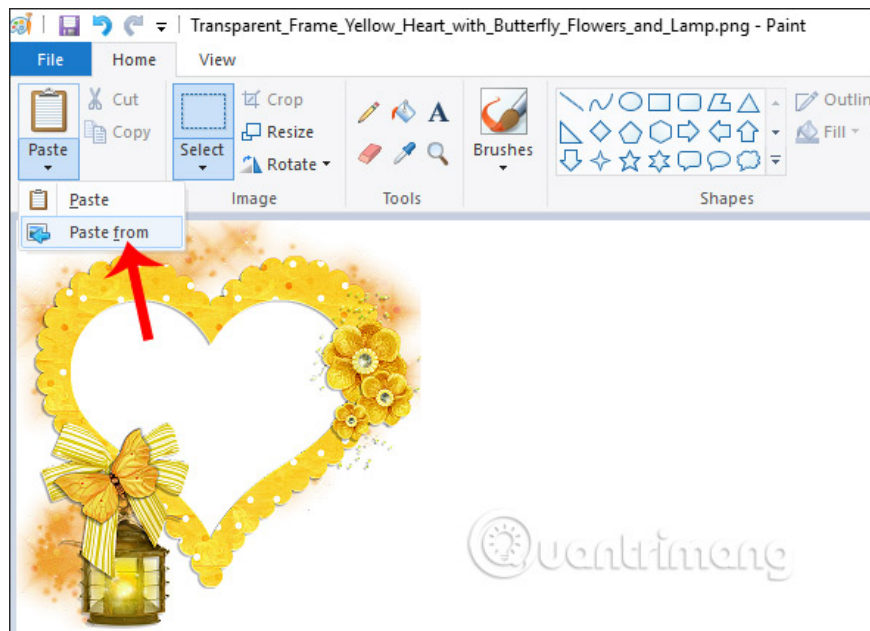 Transparent_Frame_Yellow_Heart_with_Butterfly_Flowers_and_Lamp.png - Paint
File Home View
Paste
Cut
Copy
Select
Crop
Resize
Rotate
Image
A
Tools
Brushes
Shapes
Outlin
Fill
Paste
Paste from
Quantrimang